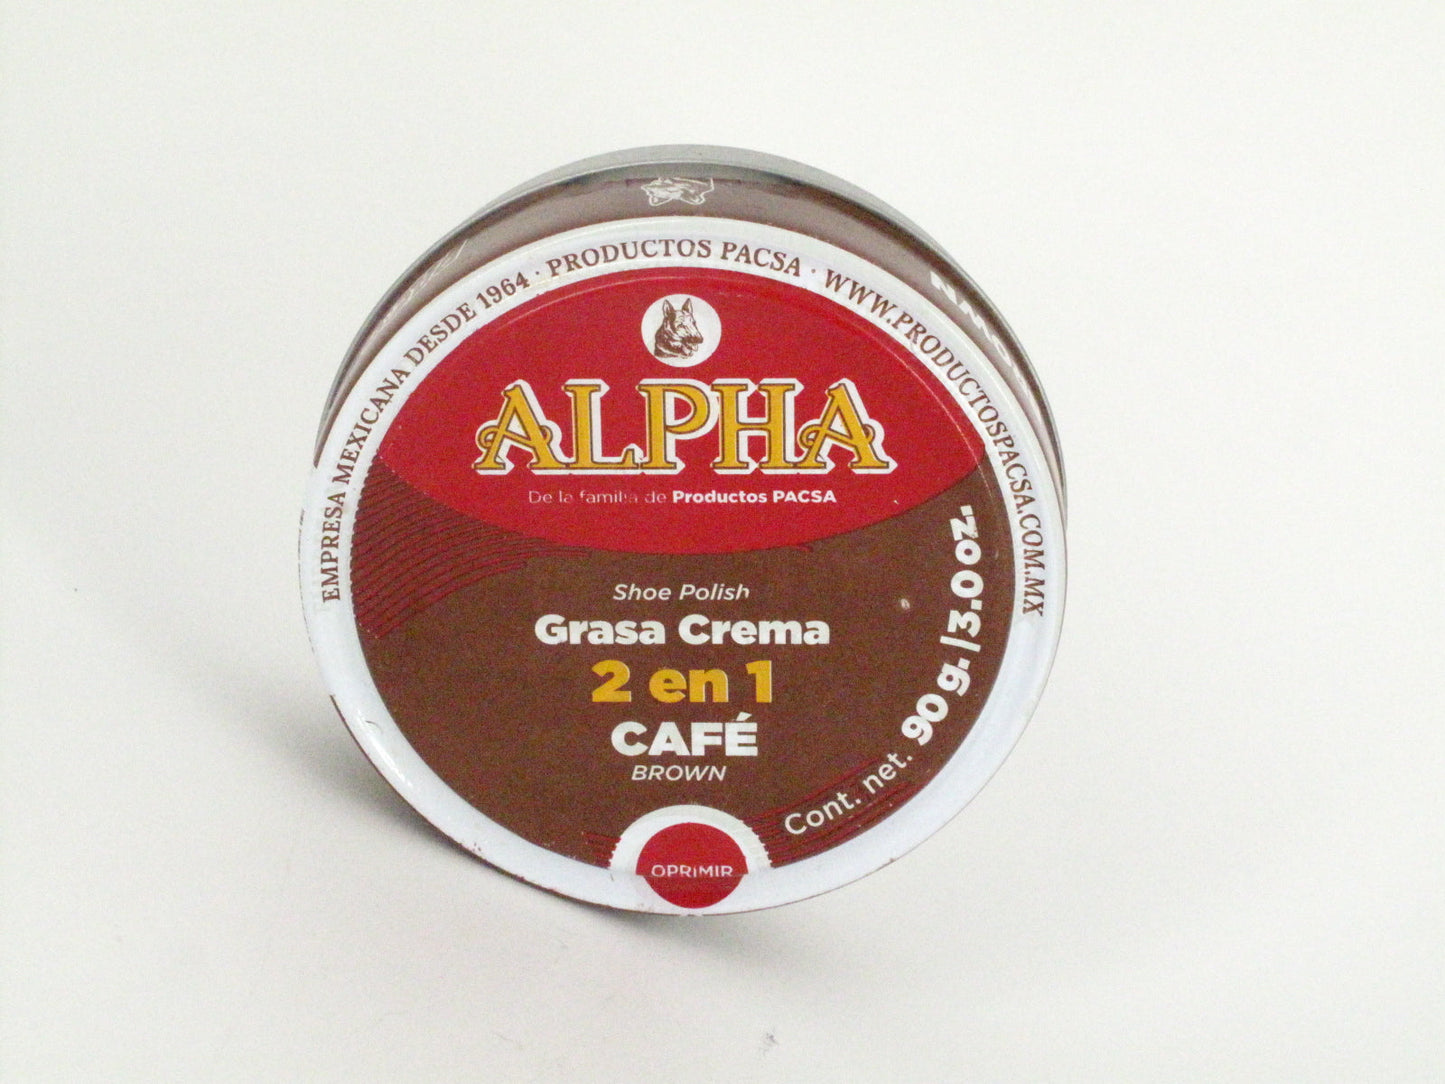 EMPRESA MEXICANA DESDE 1964 · PRODUCTOS PACSA · WWW.PRODUCTOSPACSA.COM.MX
ALPHA
De la familia de Productos PACSA
Shoe Polish
Grasa Crema
2 en 1
CAFÉ
BROWN
Cont. net. 90 g. / 3.0 oz.
OPRIMIR